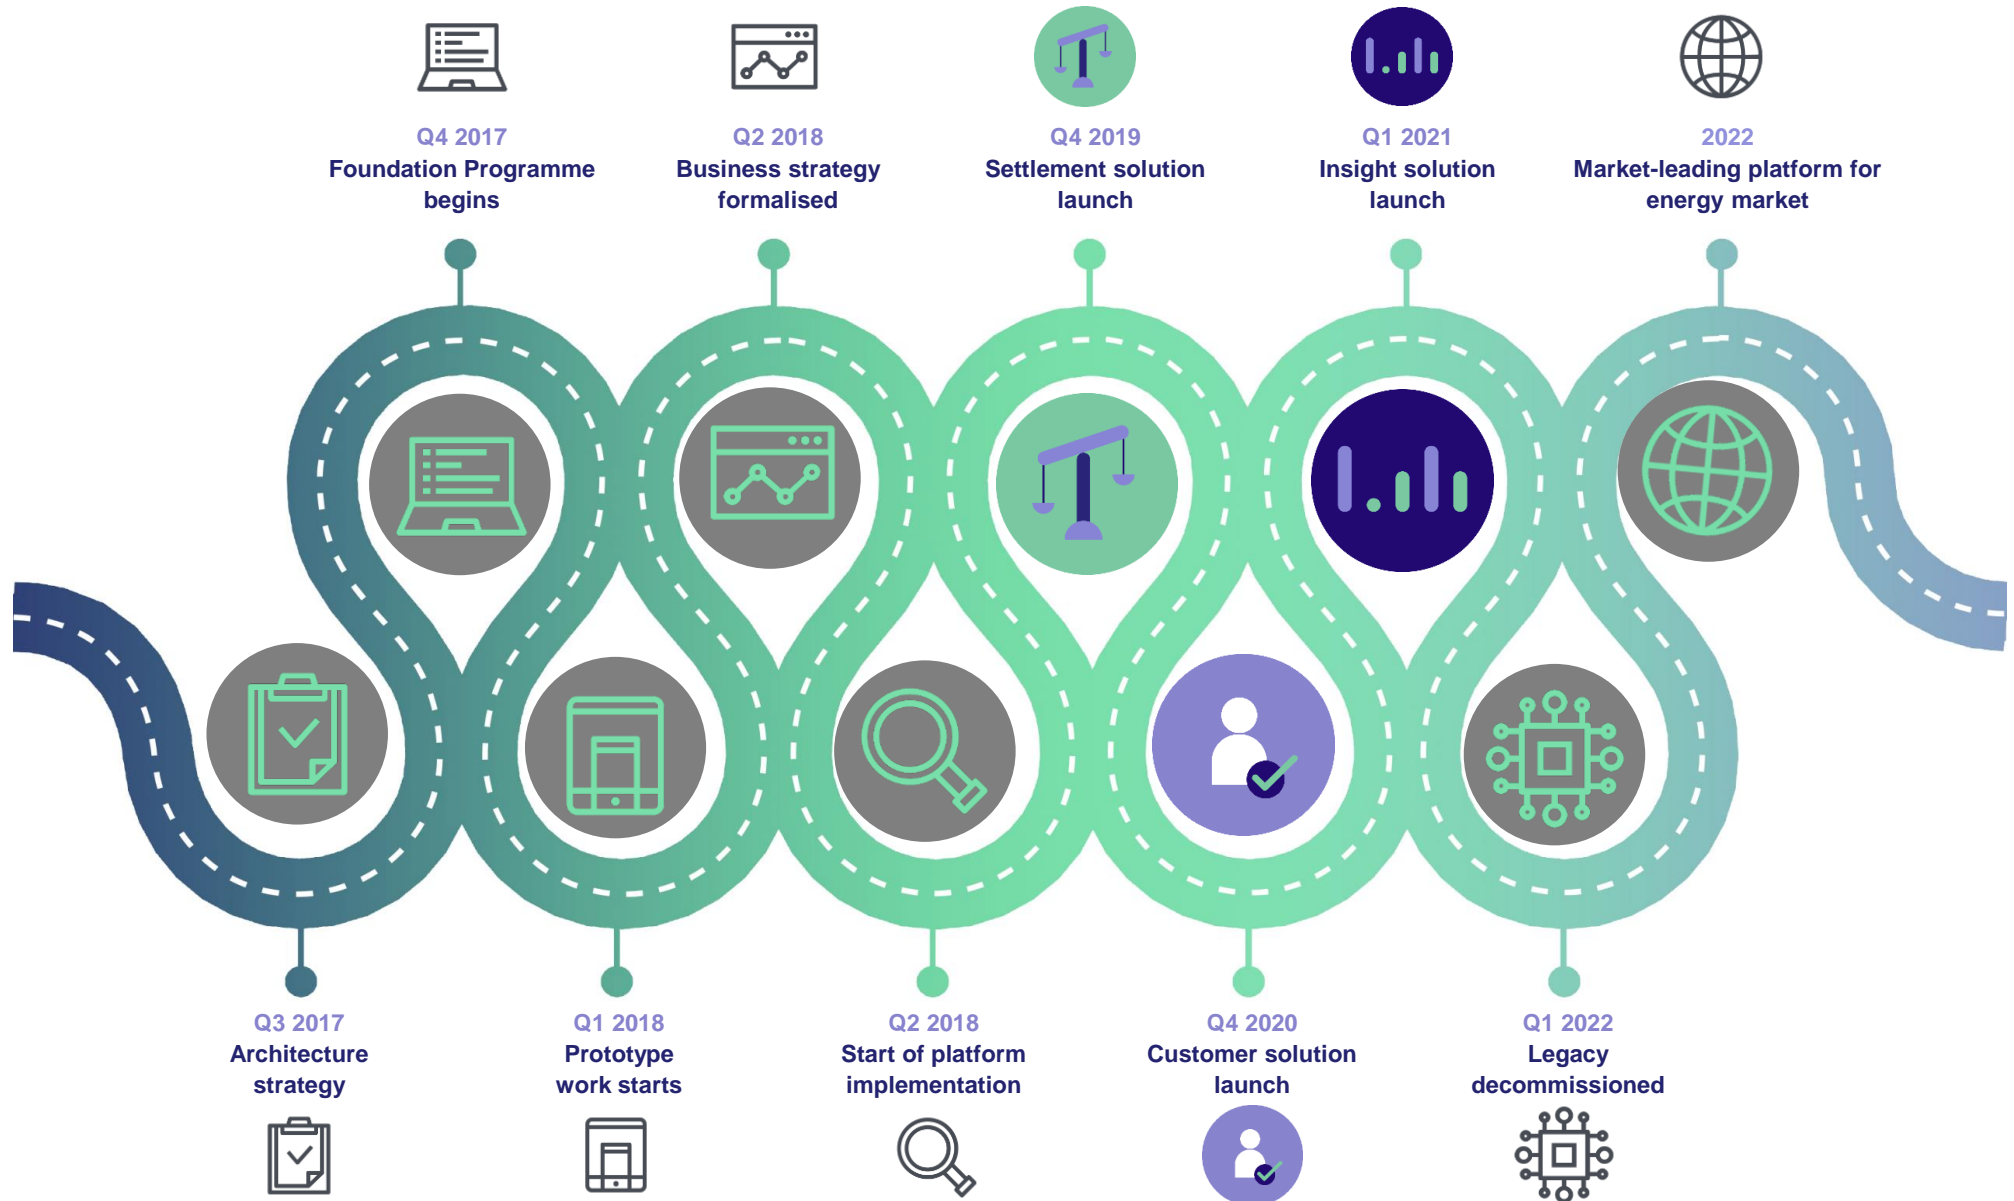 Q4 2017
Foundation Programme
begins
Q2 2018
Business strategy
formalised
Q4 2019
Settlement solution
launch
Q1 2021
Insight solution
launch
2022
Market-leading platform for
energy market
Q3 2017
Architecture
strategy
Q1 2018
Prototype
work starts
Q2 2018
Start of platform
implementation
Q4 2020
Customer solution
launch
Q1 2022
Legacy
decommissioned